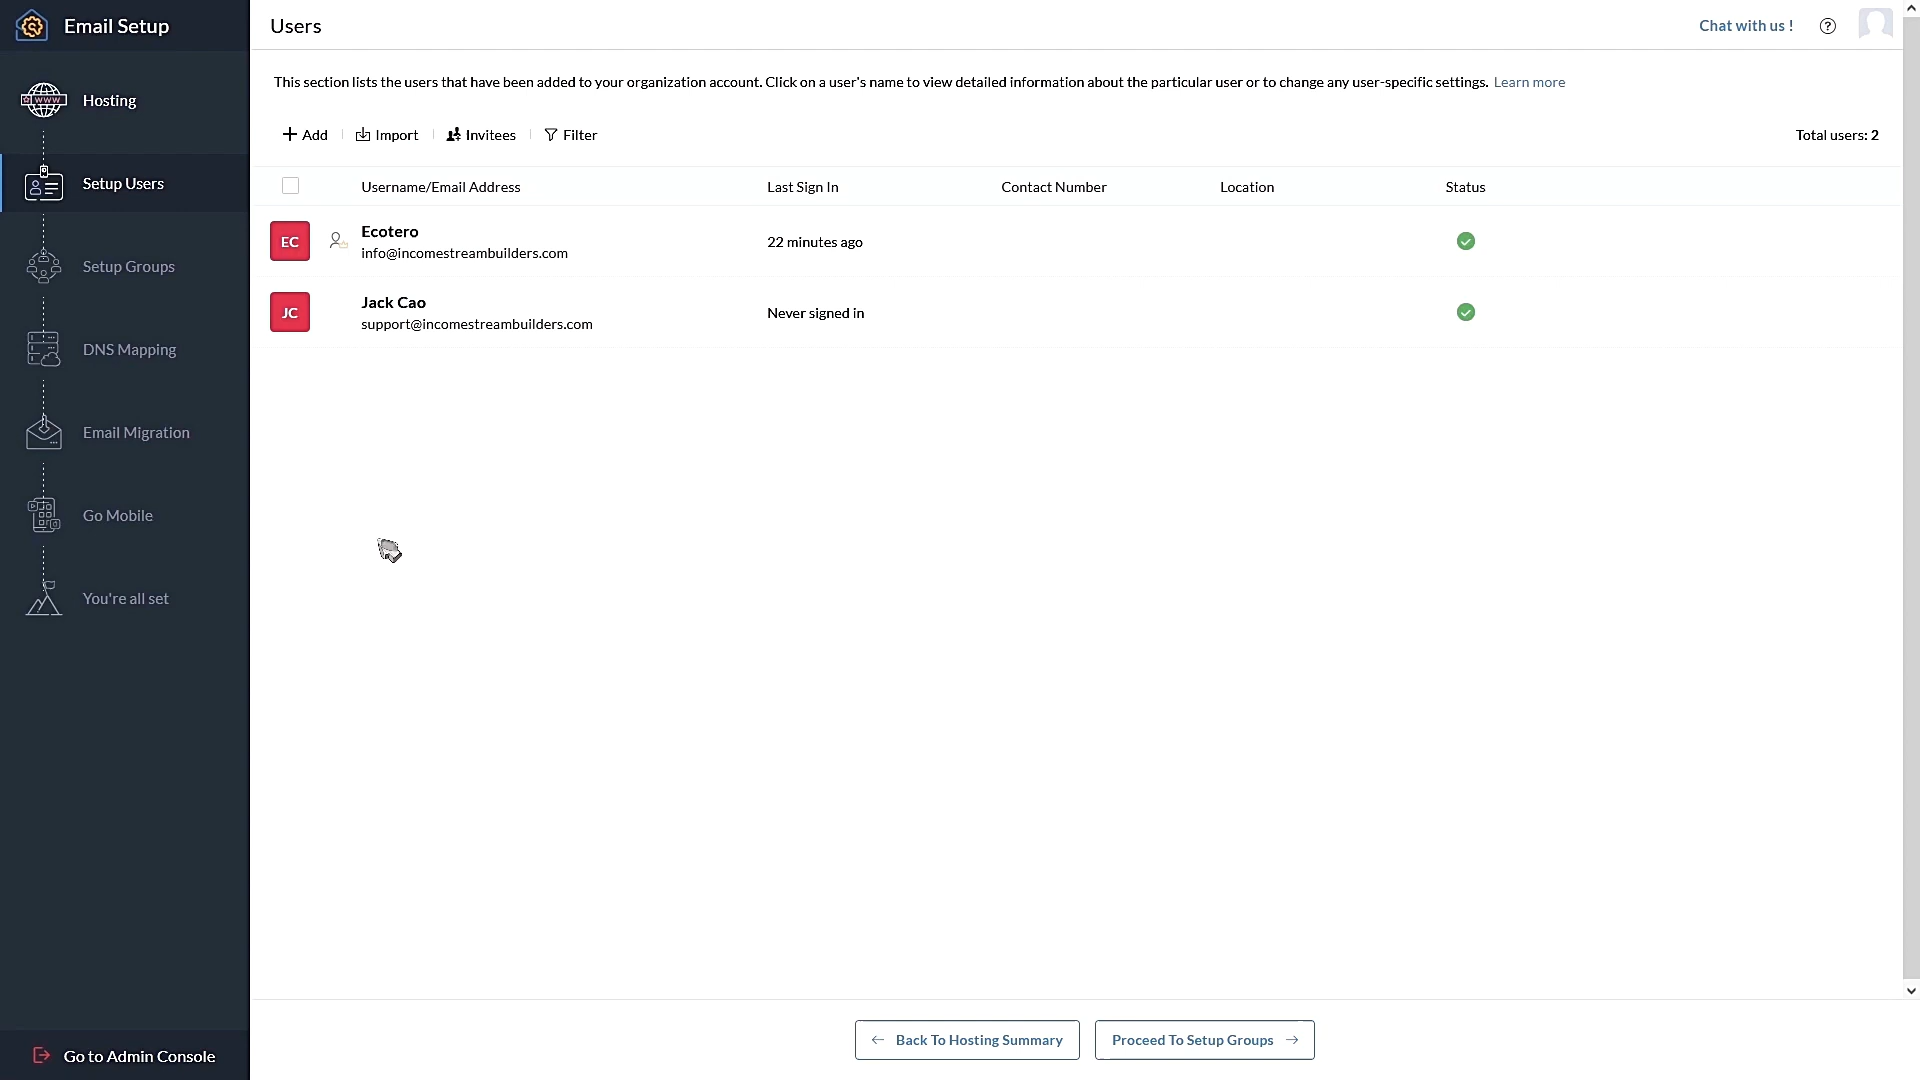 Email Setup
Users
Chat with us !
?
This section lists the users that have been added to your organization account. Click on a user's name to view detailed information about the particular user or to change any user-specific settings. Learn more
Hosting
Setup Users
Setup Groups
DNS Mapping
Email Migration
Go Mobile
You're all set
Go to Admin Console
Add
Import
Invitees
Filter
Total users: 2
Username/Email Address
Last Sign In
Contact Number
Location
Status
EC
Ecotero
info@incomestreambuilders.com
22 minutes ago
JC
Jack Cao
support@incomestreambuilders.com
Never signed in
Back To Hosting Summary
Proceed To Setup Groups